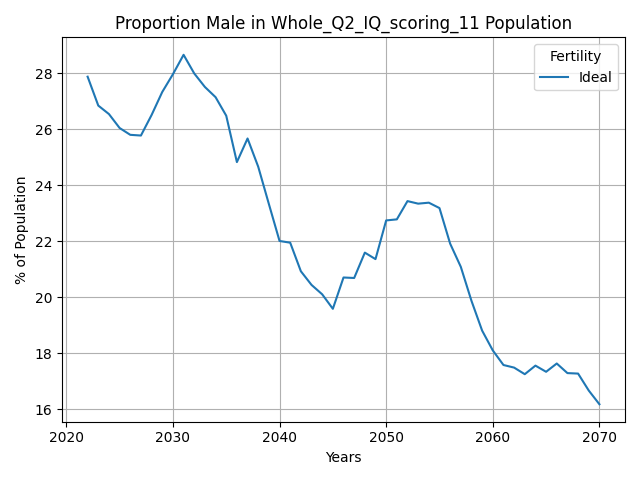 Proportion Male in Whole_Q2_IQ_scoring_11 Population
Fertility
Ideal
% of Population
28
26
24
22
20
18
16
2020
2030
2040
2050
2060
2070
Years